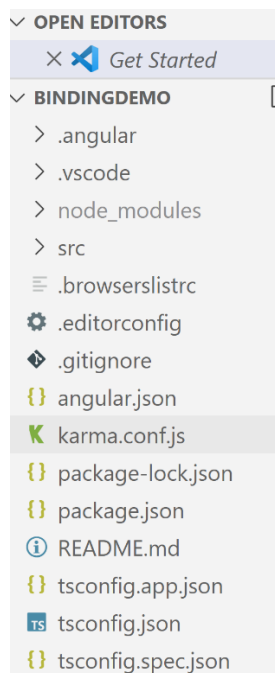 OPEN EDITORS
Get Started
BINDINGDEMO
.angular
.vscode
node_modules
src
.browserslistrc
.editorconfig
.gitignore
{} angular.json
karma.conf.js
{} package-lock.json
{} package.json
README.md
{} tsconfig.app.json
TS tsconfig.json
{} tsconfig.spec.json